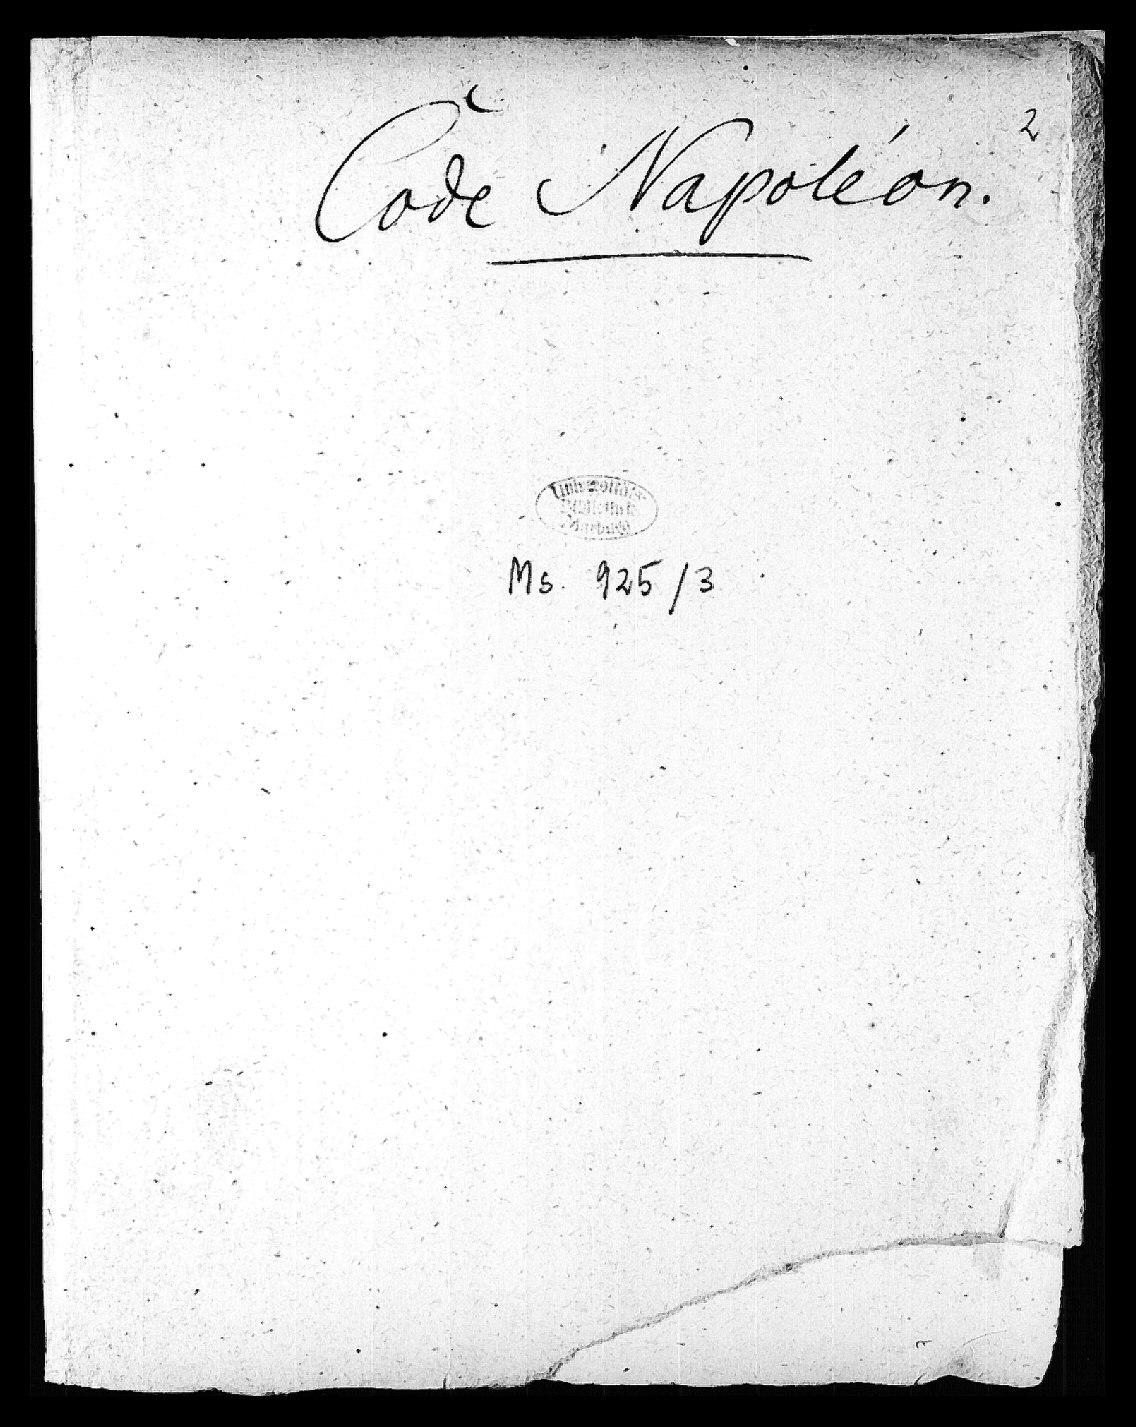 2
Code Napoléon.
Ms. 925/3